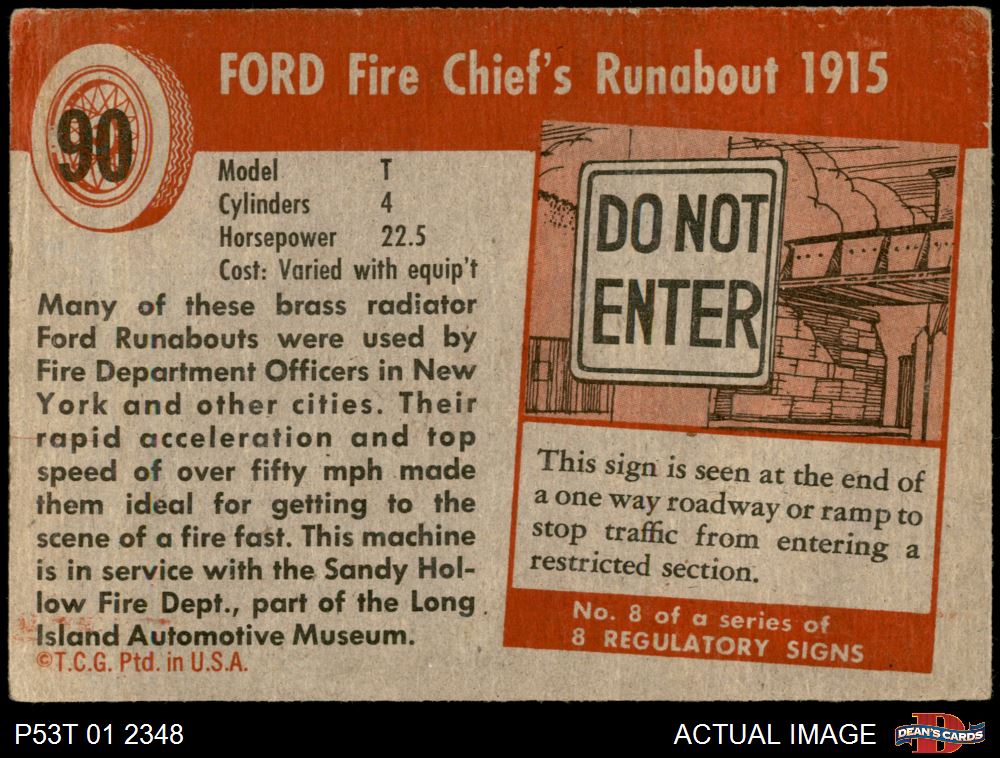 FORD Fire Chief's Runabout 1915
90
Model T
Cylinders 4
Horsepower 22.5
Cost: Varied with equip't
Many of these brass radiator
Ford Runabouts were used by
Fire Department Officers in New
York and other cities. Their
rapid acceleration and top
speed of over fifty mph made
them ideal for getting to the
scene of a fire fast. This machine
is in service with the Sandy Hol-
low Fire Dept., part of the Long
Island Automotive Museum.
©T.C.G. Ptd. in U.S.A.
DO NOT
ENTER
This sign is seen at the end of
a one way roadway or ramp to
stop traffic from entering a
restricted section.
No. 8 of a series of
8 REGULATORY SIGNS
P53T 01 2348
ACTUAL IMAGE
D
DEAN'S CARDS